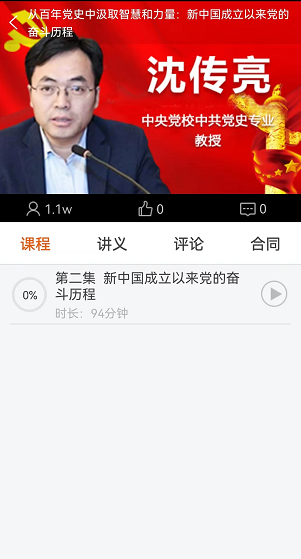 从百年党史中汲取智慧和力量：新中国成立以来党的
奋斗历程
沈传亮
中央党校中共党史专业
教授
1.1w
0
0
课程
讲义
评论
合同
0%
第二集 新中国成立以来党的奋
斗历程
时长：94分钟